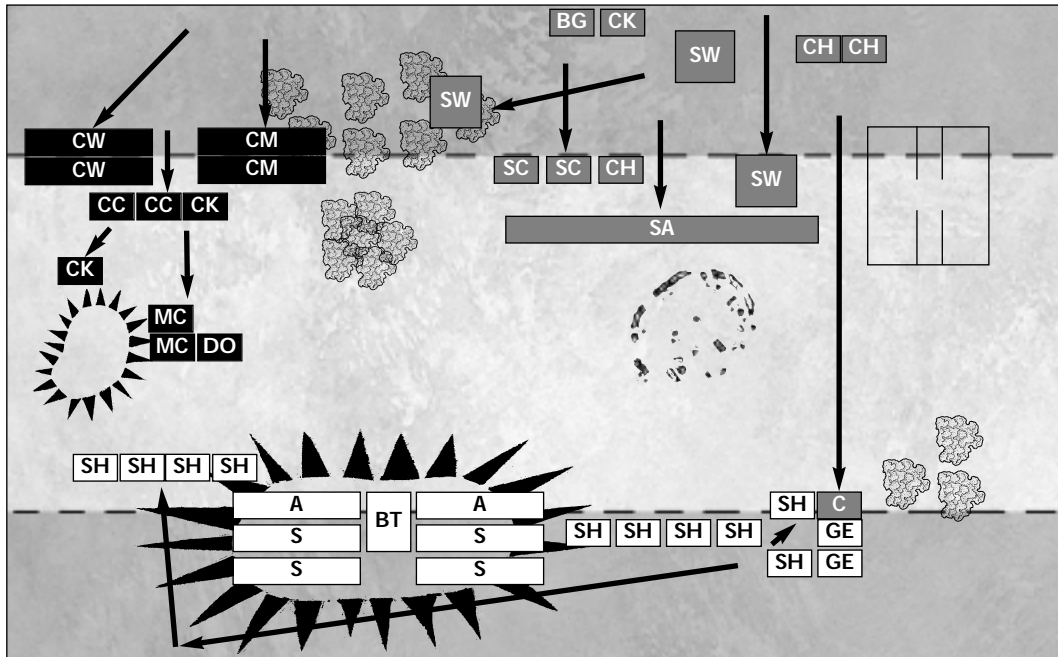 BG CK
SW
CH CH
SW
CW
CM
CW
CM
SC SC CH
SW
CC CC CK
SA
CK
MC
MC DO
SH SH SH SH
A
BT
A
SH
C
S
S
SH SH SH SH
GE
S
S
SH
GE